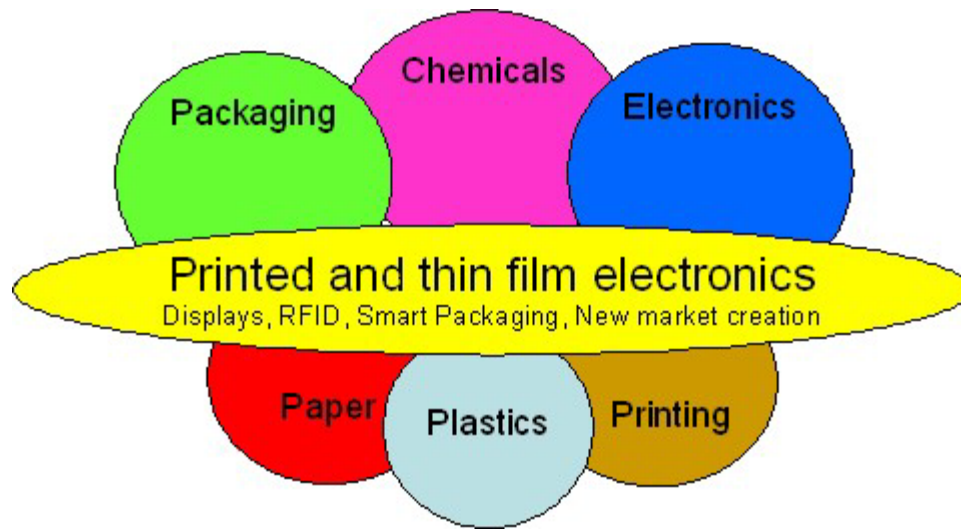 Chemicals
Packaging
Electronics
Printed and thin film electronics
Displays, RFID, Smart Packaging, New market creation
Paper
Plastics
Printing